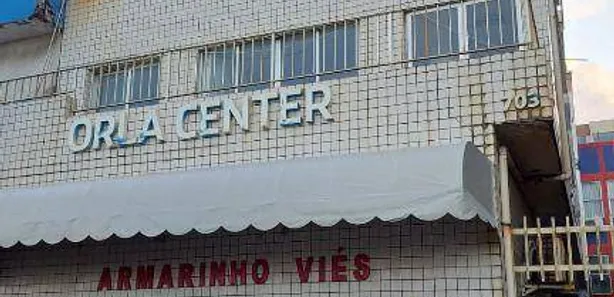 ORLA CENTER
703
ARMARINHO VIÉS